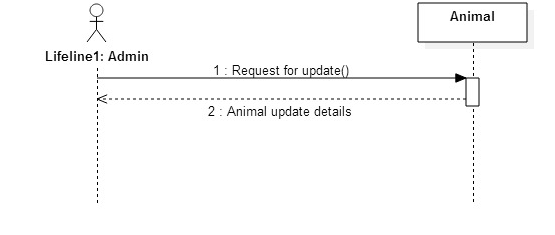 Animal
Lifeline1: Admin
1 : Request for update()
2 : Animal update details